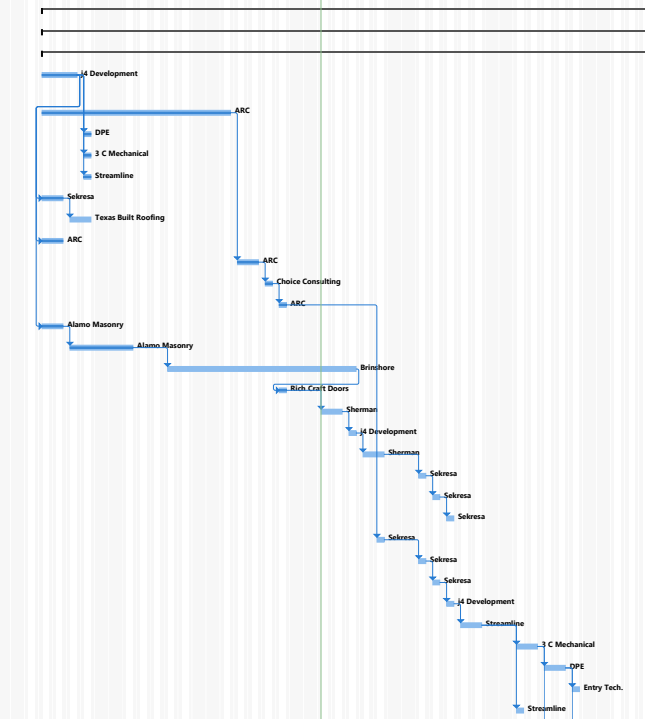 j4 Development
ARC
DPE
3 C Mechanical
Streamline
Sekresa
Texas Built Roofing
ARC
ARC
Choice Consulting
ARC
Alamo Masonry
Alamo Masonry
Brinshore
Rich Craft Doors
Sherman
j4 Development
Sherman
Sekresa
Sekresa
Sekresa
Sekresa
Sekresa
Sekresa
j4 Development
Streamline
3 C Mechanical
DPE
Entry Tech.
Streamline